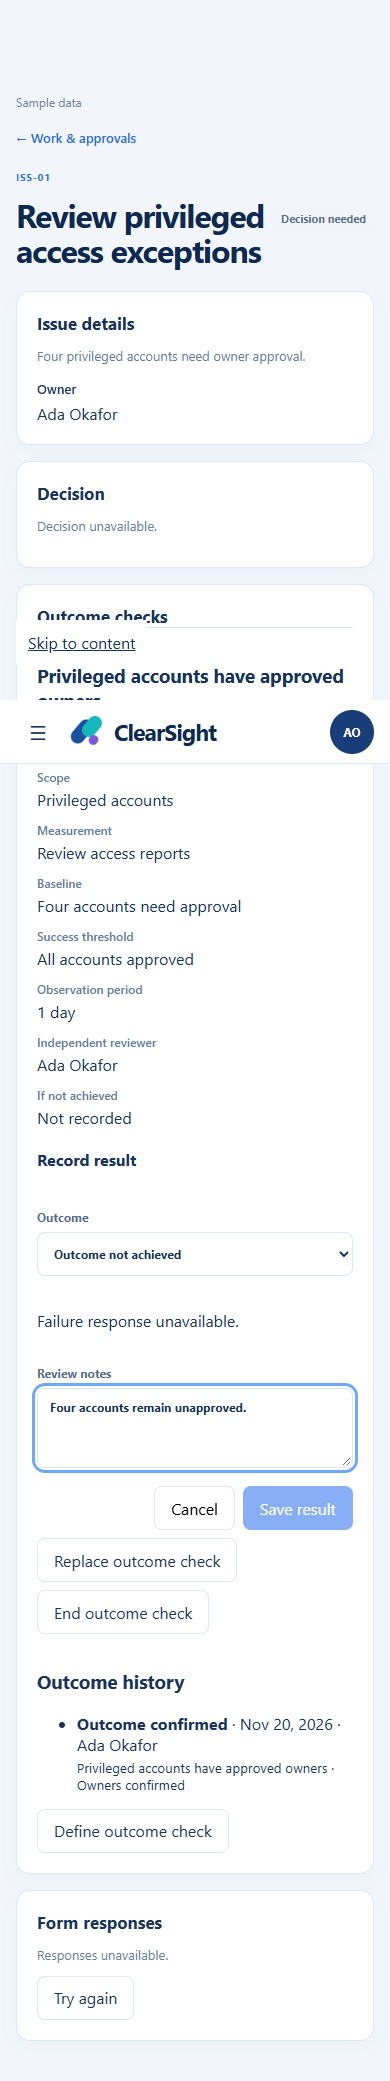 Sample data
← Work & approvals
ISS-01
Review privileged
access exceptions
Decision needed
Issue details
Four privileged accounts need owner approval.
Owner
Ada Okafor
Decision
Decision unavailable.
Outcome checks
Skip to content
Privileged accounts have approved
owners
☰
ClearSight
AO
Scope
Privileged accounts
Measurement
Review access reports
Baseline
Four accounts need approval
Success threshold
All accounts approved
Observation period
1 day
Independent reviewer
Ada Okafor
If not achieved
Not recorded
Record result
Outcome
Outcome not achieved
Failure response unavailable.
Review notes
Four accounts remain unapproved.
Cancel
Save result
Replace outcome check
End outcome check
Outcome history
• Outcome confirmed · Nov 20, 2026 ·
Ada Okafor
Privileged accounts have approved owners ·
Owners confirmed
Define outcome check
Form responses
Responses unavailable.
Try again